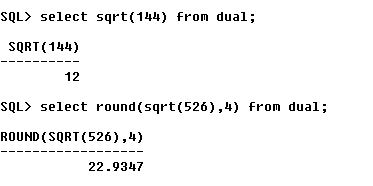 SQL> select sqrt(144) from dual;
SQRT(144)
----------
12
SQL> select round(sqrt(526),4) from dual;
ROUND(SQRT(526),4)
------------------
22.9347